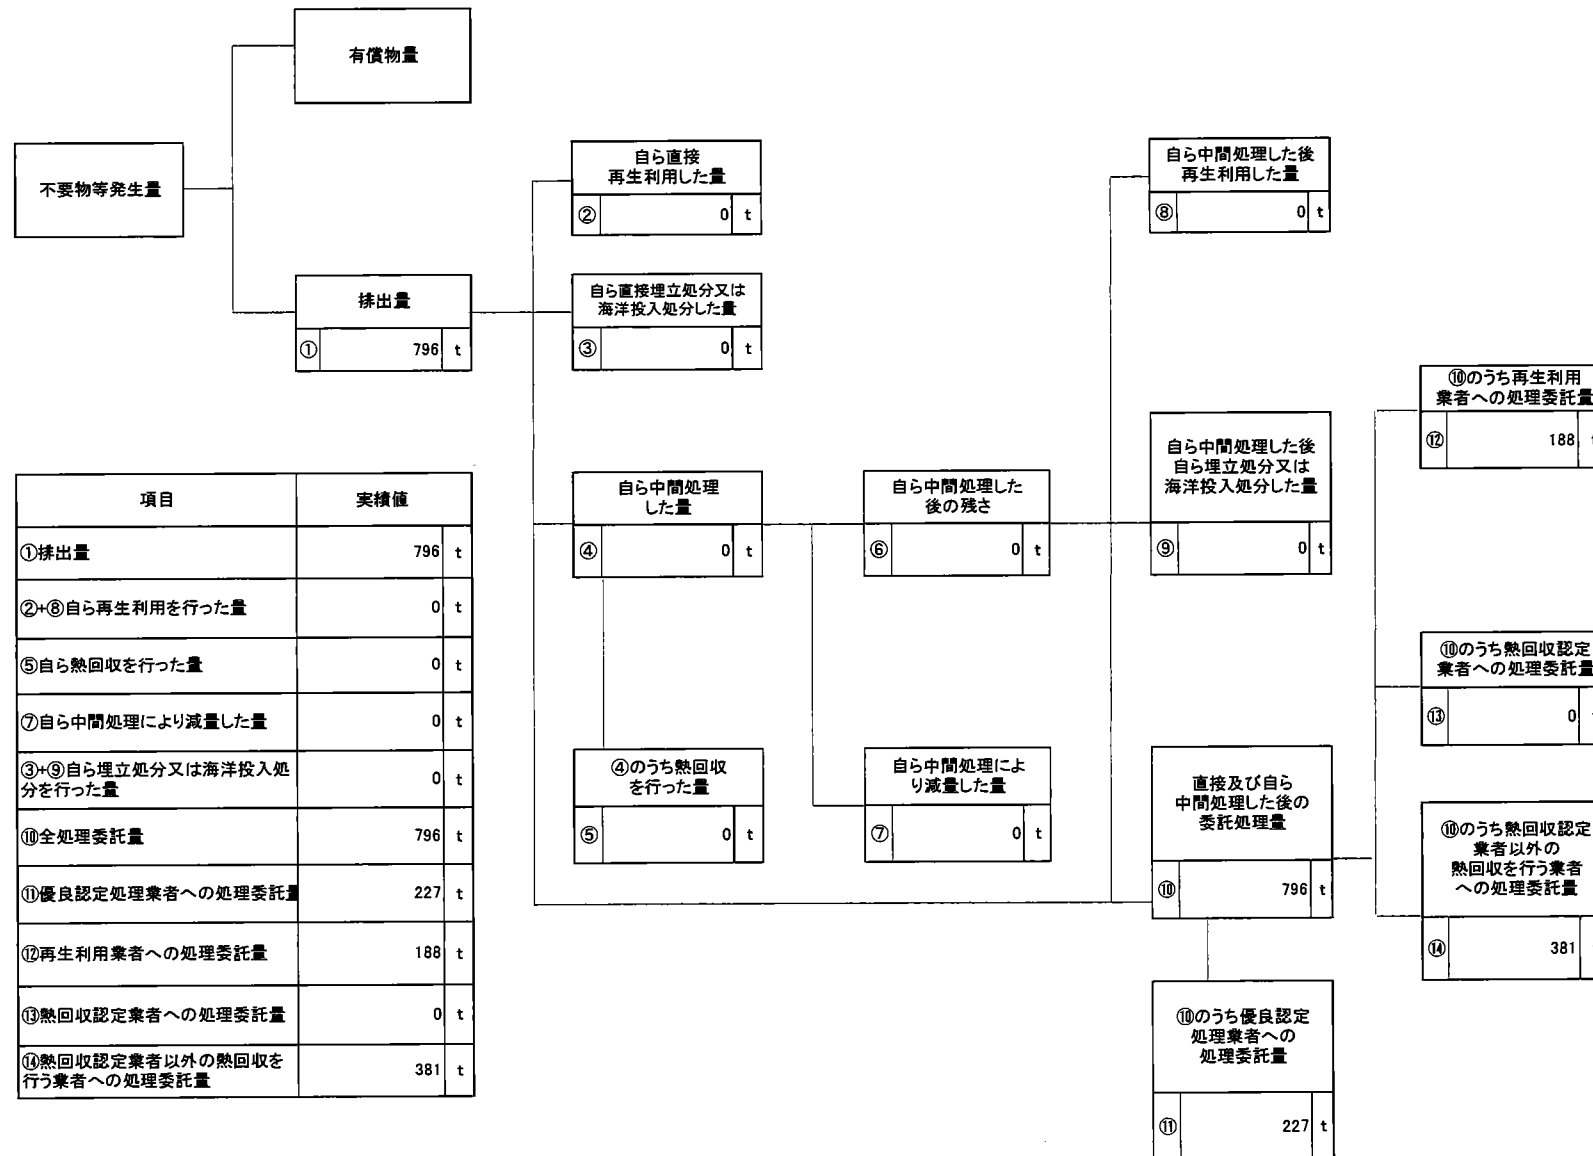 有償物量
不要物等発生量
排出量
① 796 t
自ら直接
再生利用した量
② 0 t
自ら直接埋立処分又は
海洋投入処分した量
③ 0 t
自ら中間処理
した量
④ 0 t
④のうち熱回収
を行った量
⑤ 0 t
自ら中間処理した
後の残さ
⑥ 0 t
自ら中間処理によ
り減量した量
⑦ 0 t
自ら中間処理した後
再生利用した量
⑧ 0 t
自ら中間処理した後
自ら埋立処分又は
海洋投入処分した量
⑨ 0 t
直接及び自ら
中間処理した後の
委託処理量
⑩ 796 t
⑩のうち優良認定
処理業者への
処理委託量
⑪ 227 t
⑩のうち再生利用
業者への処理委託量
⑫ 188
⑩のうち熱回収認定
業者への処理委託量
⑬ 0
⑩のうち熱回収認定
業者以外の
熱回収を行う業者
への処理委託量
⑭ 381
項目 実績値
①排出量 796 t
②+⑧自ら再生利用を行った量 0 t
⑤自ら熱回収を行った量 0 t
⑦自ら中間処理により減量した量 0 t
③+⑨自ら埋立処分又は海洋投入処
分を行った量 0 t
⑩全処理委託量 796 t
⑪優良認定処理業者への処理委託量 227 t
⑫再生利用業者への処理委託量 188 t
⑬熱回収認定業者への処理委託量 0 t
⑭熱回収認定業者以外の熱回収を
行う業者への処理委託量 381 t